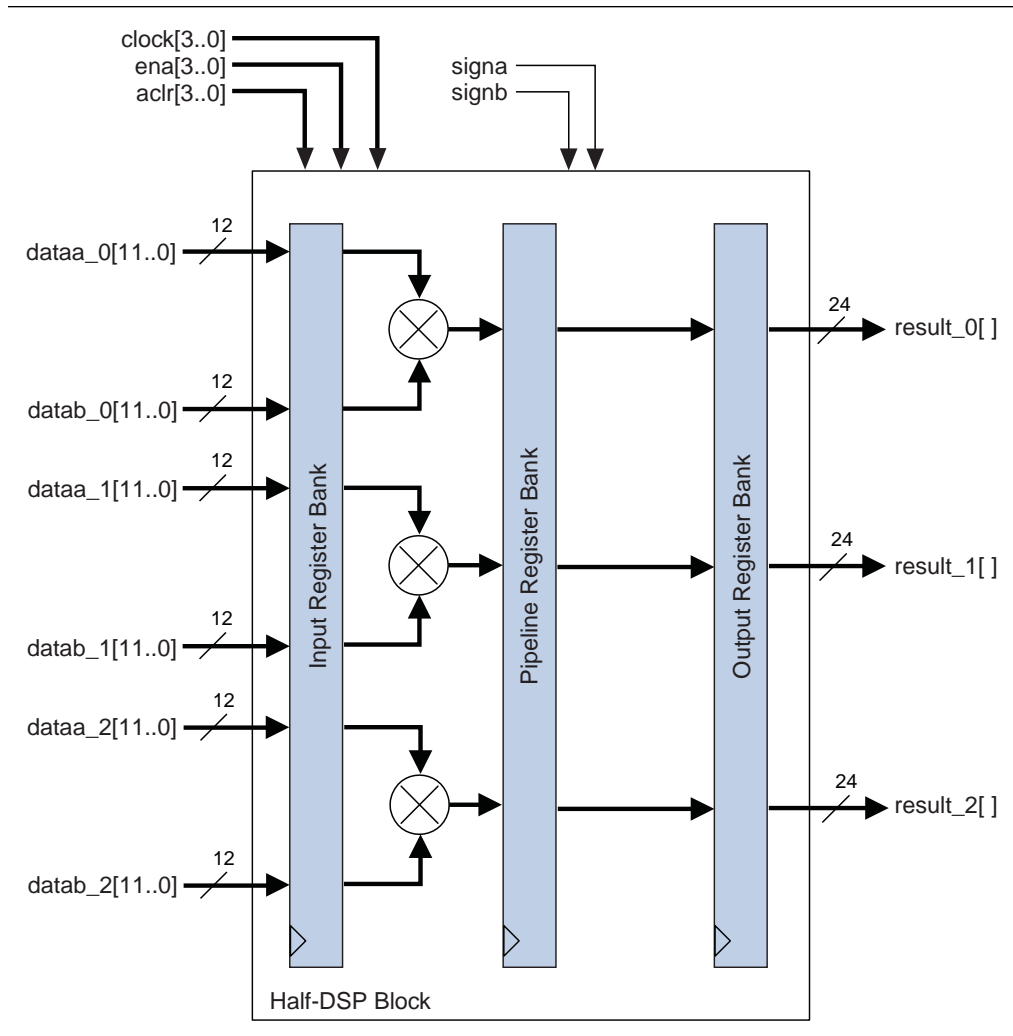 clock[3..0]
ena[3..0]
aclr[3..0]
signa
signb
12
dataa_0[11..0]
12
datab_0[11..0]
12
dataa_1[11..0]
12
datab_1[11..0]
12
dataa_2[11..0]
12
datab_2[11..0]
Input Register Bank
Pipeline Register Bank
Output Register Bank
24
result_0[ ]
24
result_1[ ]
24
result_2[ ]
Half-DSP Block